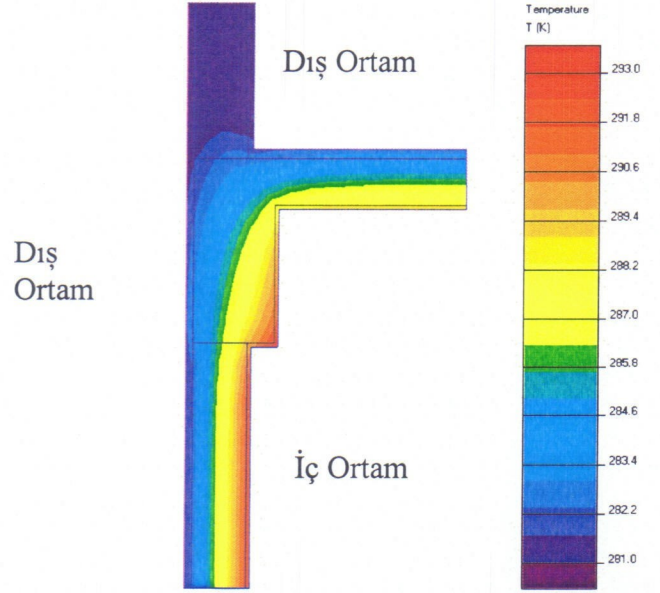 Temperature
T (K)
Dış Ortam
Dış
Ortam
İç Ortam
293.0
291.8
290.6
289.4
288.2
287.0
285.8
284.6
283.4
282.2
281.0